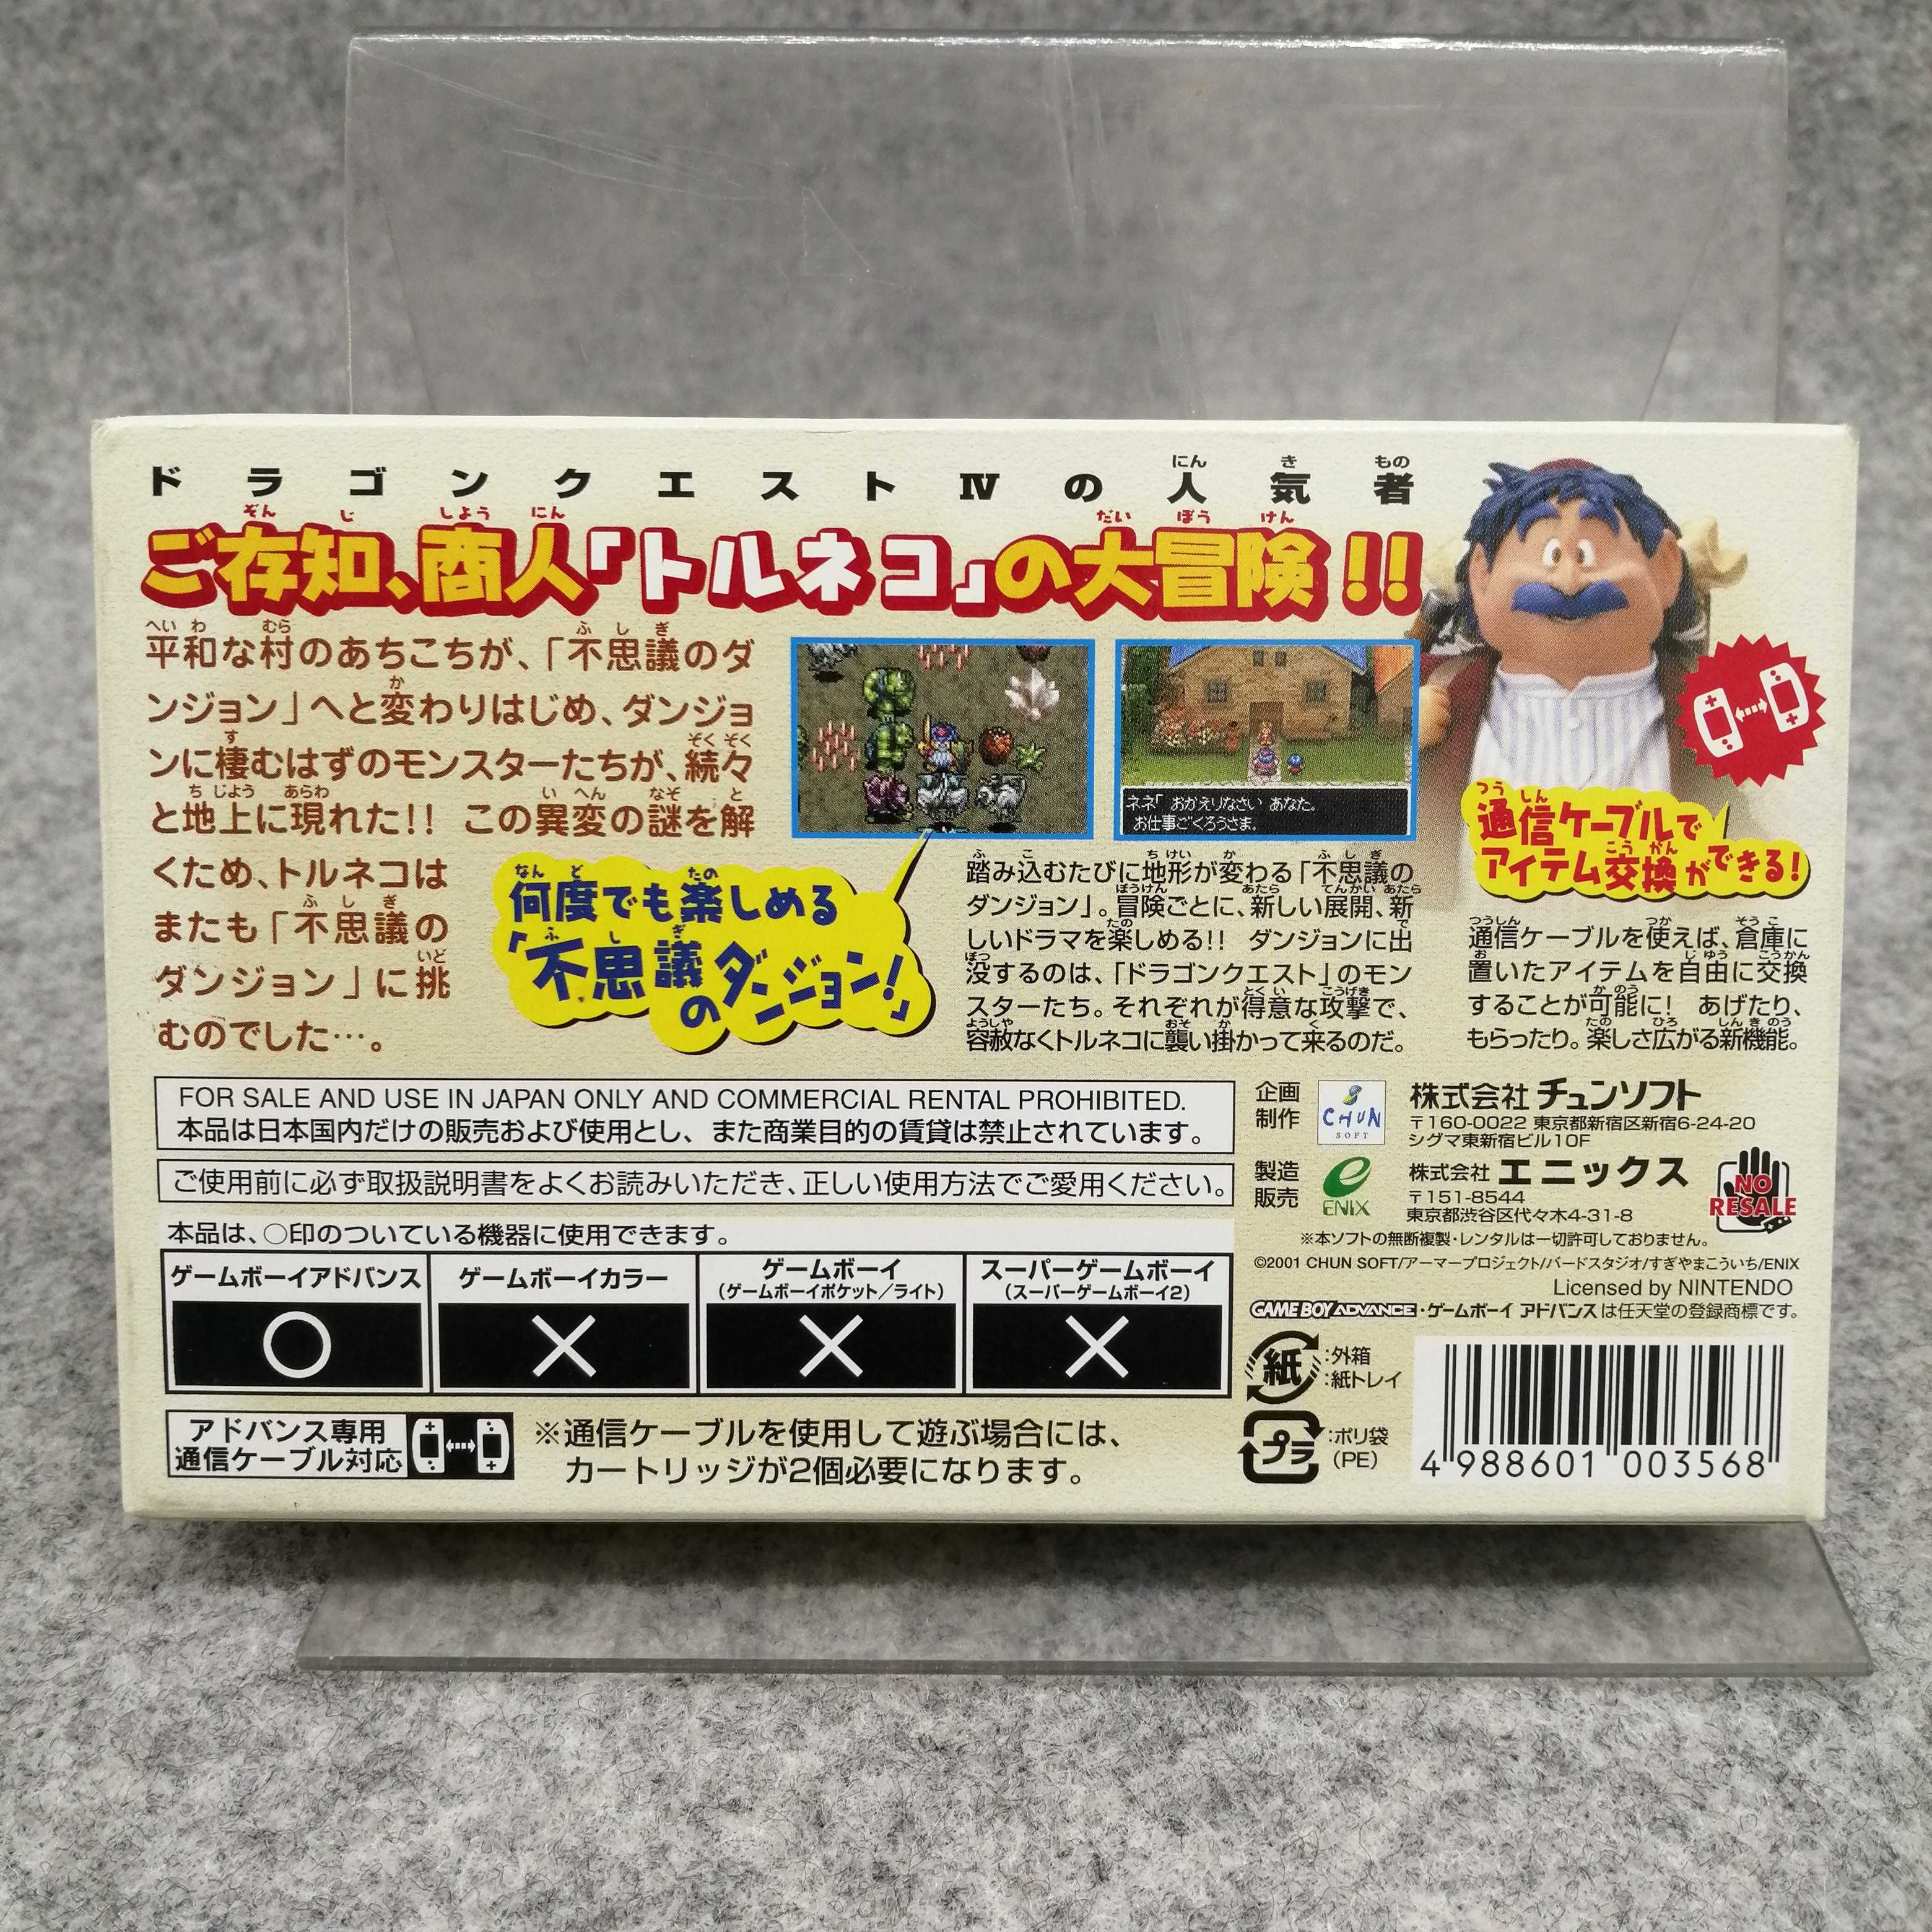 ドラゴンクエストⅣの人気者
ご存知、商人「トルネコ」の大冒険!!
平和な村のあちこちが、「不思議のダ
ンジョン」へと変わりはじめ、ダンジョ
ンに棲むはずのモンスターたちが、続々
と地上に現れた!! この異変の謎を解
くため、トルネコは
またも「不思議の
ダンジョン」に挑
むのでした…。
ネネ「おかえりなさい あなた。
お仕事ごくろうさま。
何度でも楽しめる
「不思議
のダンジョン!」
踏み込むたびに地形が変わる「不思議の
ダンジョン」。冒険ごとに、新しい展開、新
しいドラマを楽しめる!! ダンジョンに出
没するのは、「ドラゴンクエスト」のモン
スターたち。それぞれが得意な攻撃で、
容赦なくトルネコに襲い掛かって来るのだ。
通信ケーブルで
アイテム交換ができる!
通信ケーブルを使えば、倉庫に
置いたアイテムを自由に交換
することが可能に! あげたり、
もらったり。楽しさ広がる新機能。
FOR SALE AND USE IN JAPAN ONLY AND COMMERCIAL RENTAL PROHIBITED.
本品は日本国内だけの販売および使用とし、また商業目的の賃貸は禁止されています。
ご使用前に必ず取扱説明書をよくお読みいただき、正しい使用方法でご愛用ください。
本品は、○印のついている機器に使用できます。
ゲームボーイアドバンス
○
ゲームボーイカラー
×
ゲームボーイ
(ゲームボーイポケット/ライト)
×
スーパーゲームボーイ
(スーパーゲームボーイ2)
×
アドバンス専用
通信ケーブル対応
※通信ケーブルを使用して遊ぶ場合には、
カートリッジが2個必要になります。
企画
制作
CHUN
SOFT
株式会社 チュンソフト
〒160-0022 東京都新宿区新宿6-24-20
シグマ東新宿ビル10F
製造
販売
ENIX
株式会社 エニックス
〒151-8544
東京都渋谷区代々木4-31-8
NO
RESALE
※本ソフトの無断複製・レンタルは一切許可しておりません。
©2001 CHUN SOFT/アーマープロジェクト/バードスタジオ/すぎやまこういち/ENIX
Licensed by NINTENDO
GAME BOY ADVANCE・ゲームボーイ アドバンスは任天堂の登録商標です。
紙
:外箱
:紙トレイ
プラ
:ポリ袋
(PE)
4 988601 003568